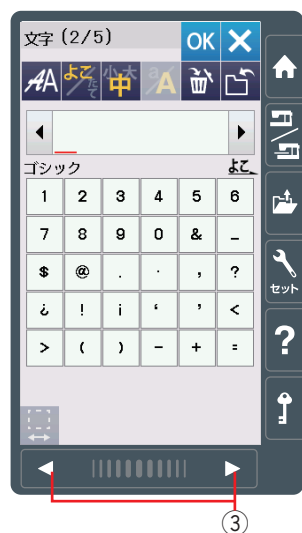 文字 (2/5) OK
AA よこ たて 小 大 中 a A
ゴシック よこ
1 2 3 4 5 6
7 8 9 0 & _
$ @ . · , ?
¿ ! ¡ ‘ ’ <
> ( ) - + =
セット
?
③